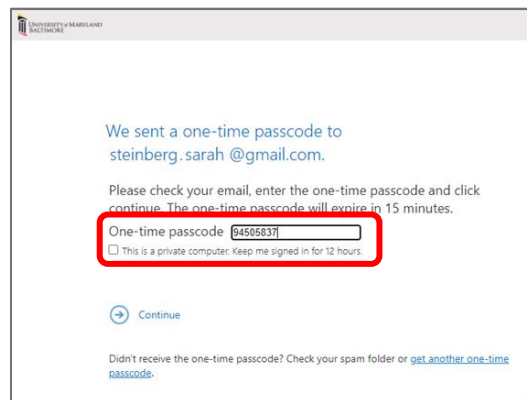 UNIVERSITY of MARYLAND
BALTIMORE
We sent a one-time passcode to
steinberg.sarah @gmail.com.
Please check your email, enter the one-time passcode and click
continue. The one-time passcode will expire in 15 minutes.
One-time passcode 94505837
This is a private computer. Keep me signed in for 12 hours.
Continue
Didn't receive the one-time passcode? Check your spam folder or get another one-time
passcode.